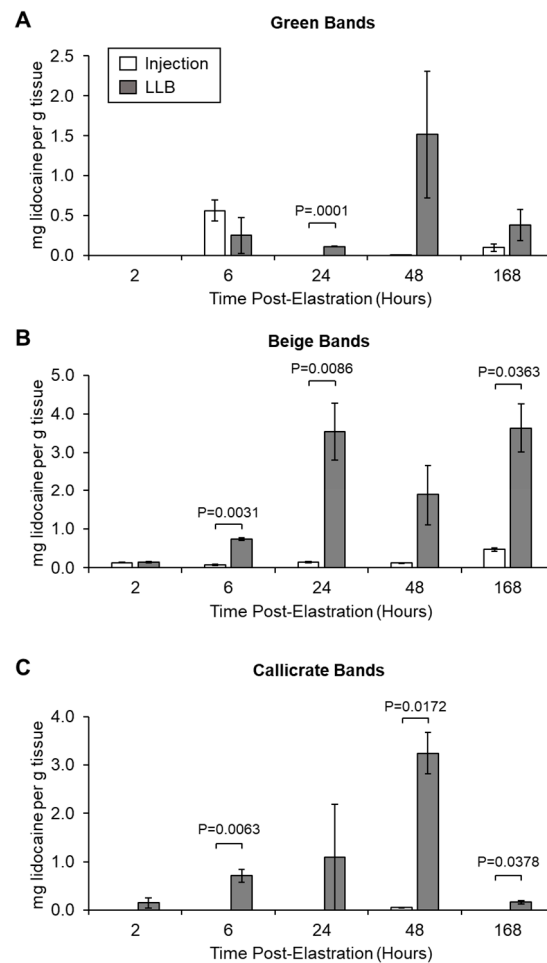 A
Green Bands
mg lidocaine per g tissue
2.5
2.0
1.5
1.0
0.5
0.0
Injection
LLB
P=.0001
2 6 24 48 168
Time Post-Elastration (Hours)
B
Beige Bands
mg lidocaine per g tissue
5.0
4.0
3.0
2.0
1.0
0.0
P=0.0031
P=0.0086
P=0.0363
2 6 24 48 168
Time Post-Elastration (Hours)
C
Callicrate Bands
mg lidocaine per g tissue
4.0
3.0
2.0
1.0
0.0
P=0.0063
P=0.0172
P=0.0378
2 6 24 48 168
Time Post-Elastration (Hours)